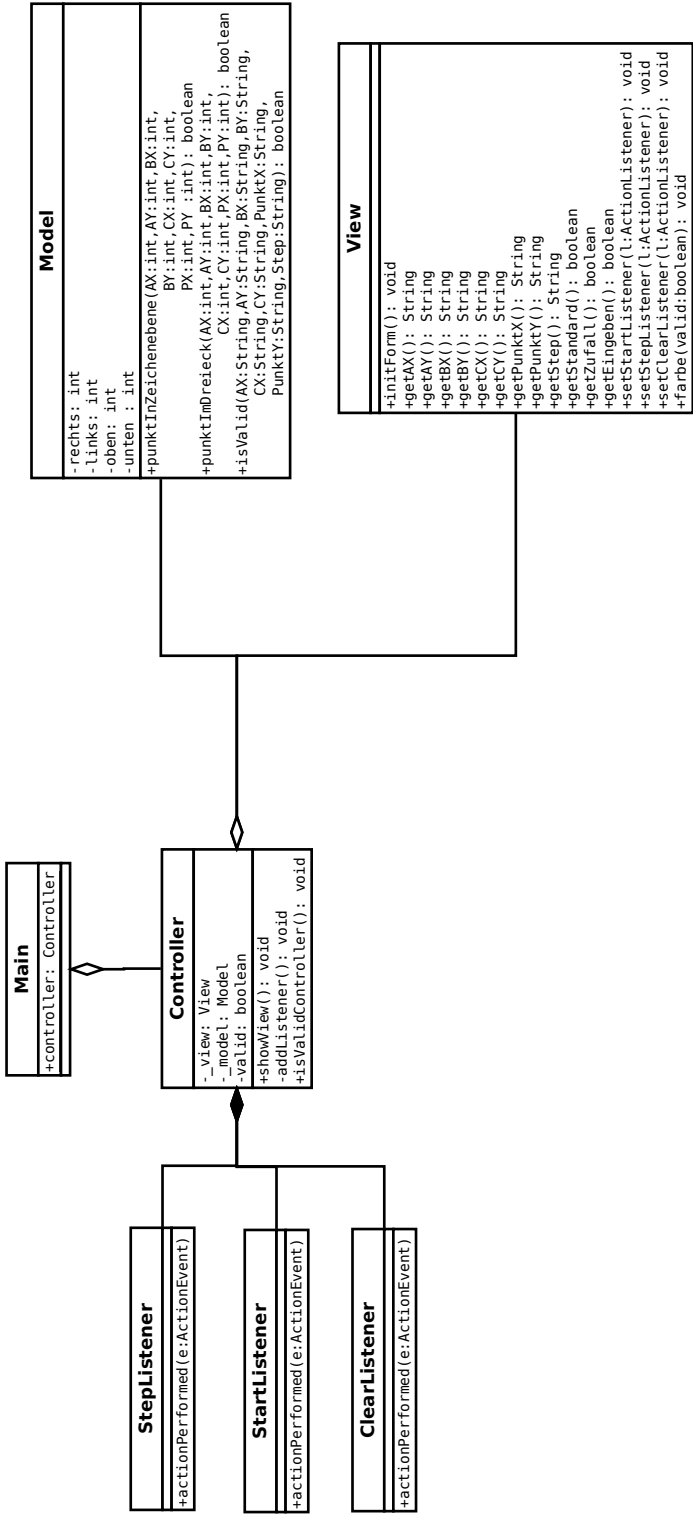 Main
+controller: Controller
StepListener
+actionPerformed(e:ActionEvent)
StartListener
+actionPerformed(e:ActionEvent)
ClearListener
+actionPerformed(e:ActionEvent)
Controller
-_view: View
-_model: Model
-valid: boolean
+showView(): void
-addListener(): void
+isValidController(): void
Model
-rechts: int
-links: int
-oben: int
-unten : int
+punktInZeichenebene(AX:int,AY:int,BX:int,
BY:int,CX:int,CY:int,
PX:int,PY :int): boolean
+punktImDreieck(AX:int,AY:int,BX:int,BY:int,
CX:int,CY:int,PX:int,PY:int): boolean
+isValid(AX:String,AY:String,BX:String,BY:String,
CX:String,CY:String,PunktX:String,
PunktY:String,Step:String): boolean
View
+initForm(): void
+getAX(): String
+getAY(): String
+getBX(): String
+getBY(): String
+getCX(): String
+getCY(): String
+getPunktX(): String
+getPunktY(): String
+getStep(): String
+getStandard(): boolean
+getZufall(): boolean
+getEingeben(): boolean
+setStartListener(l:ActionListener): void
+setStepListener(l:ActionListener): void
+setClearListener(l:ActionListener): void
+farbe(valid:boolean): void